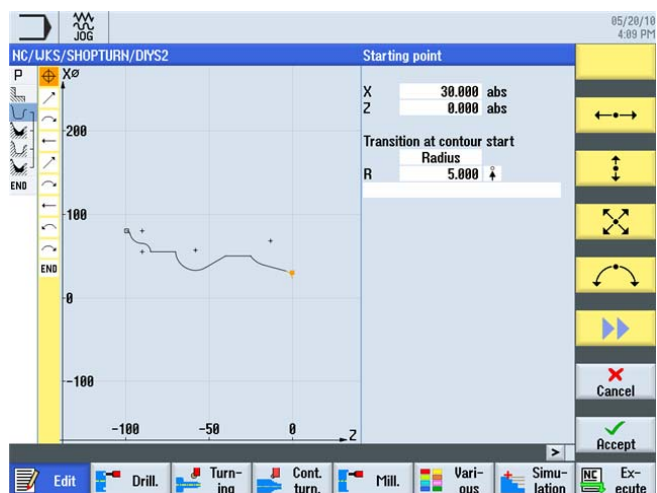 05/20/10
JOG
4:09 PM
NC/WKS/SHOPTURN/DIYS2
Starting point
P
XØ
X 30.000 abs
Z 0.000 abs
Transition at contour start
Radius
R 5.000
END
END
200
100
0
-100
-100 -50 0 Z
Cancel
Accept
>
Edit
Drill.
Turn-
ing
Cont.
turn.
Mill.
Vari-
ous
Simu-
lation
NC
Ex-
ecute